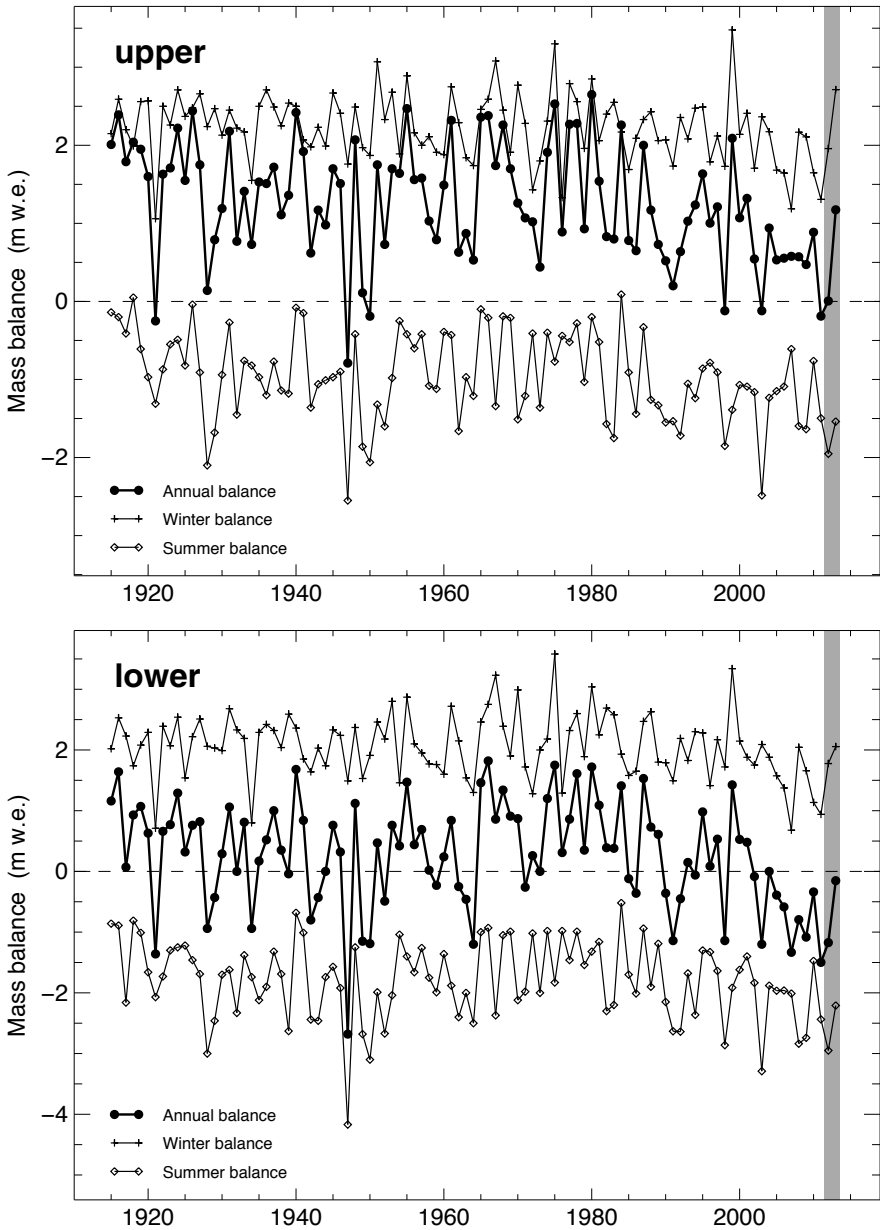 upper
Mass balance (m w.e.)
2
0
−2
Annual balance
Winter balance
Summer balance
1920 1940 1960 1980 2000
lower
Mass balance (m w.e.)
2
0
−2
−4
Annual balance
Winter balance
Summer balance
1920 1940 1960 1980 2000